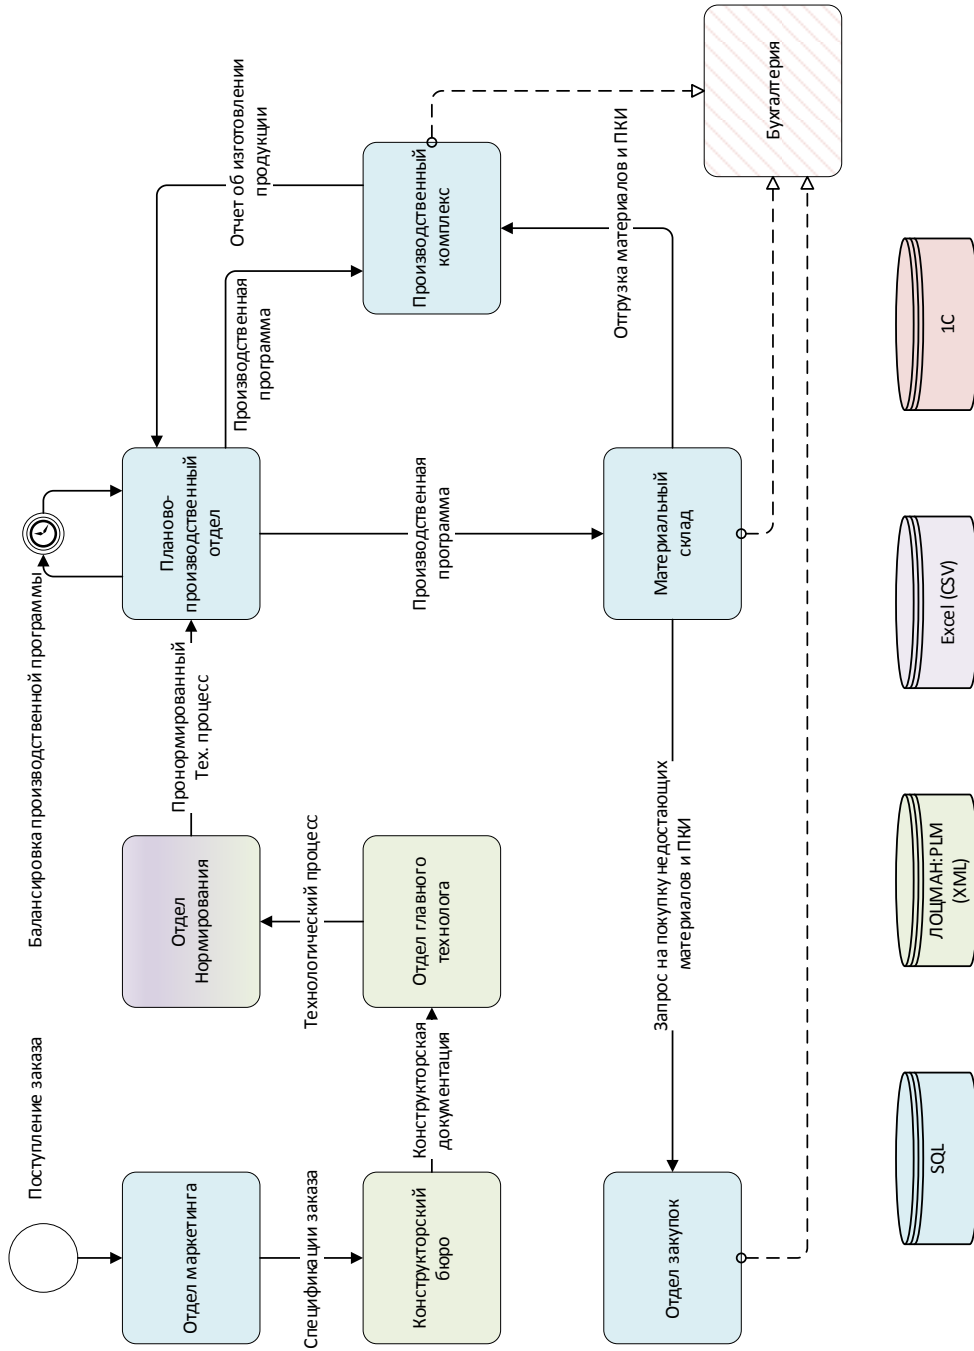 Поступление заказа
Балансировка производственной программы
Отдел маркетинга
Отдел
Нормирования
Пронормированный
Тех. процесс
Планово-
производственный
отдел
Отчет об изготовлении
продукции
Спецификации заказа
Технологический процесс
Производственная
программа
Конструкторский
бюро
Конструкторская
документация
Отдел главного
технолога
Производственная
программа
Производственный
комплекс
Запрос на покупку недостающих
материалов и ПКИ
Отгрузка материалов и ПКИ
Отдел закупок
Материальный
склад
Бухгалтерия
SQL
ЛОЦМАН:PLM
(XML)
Excel (CSV)
1С